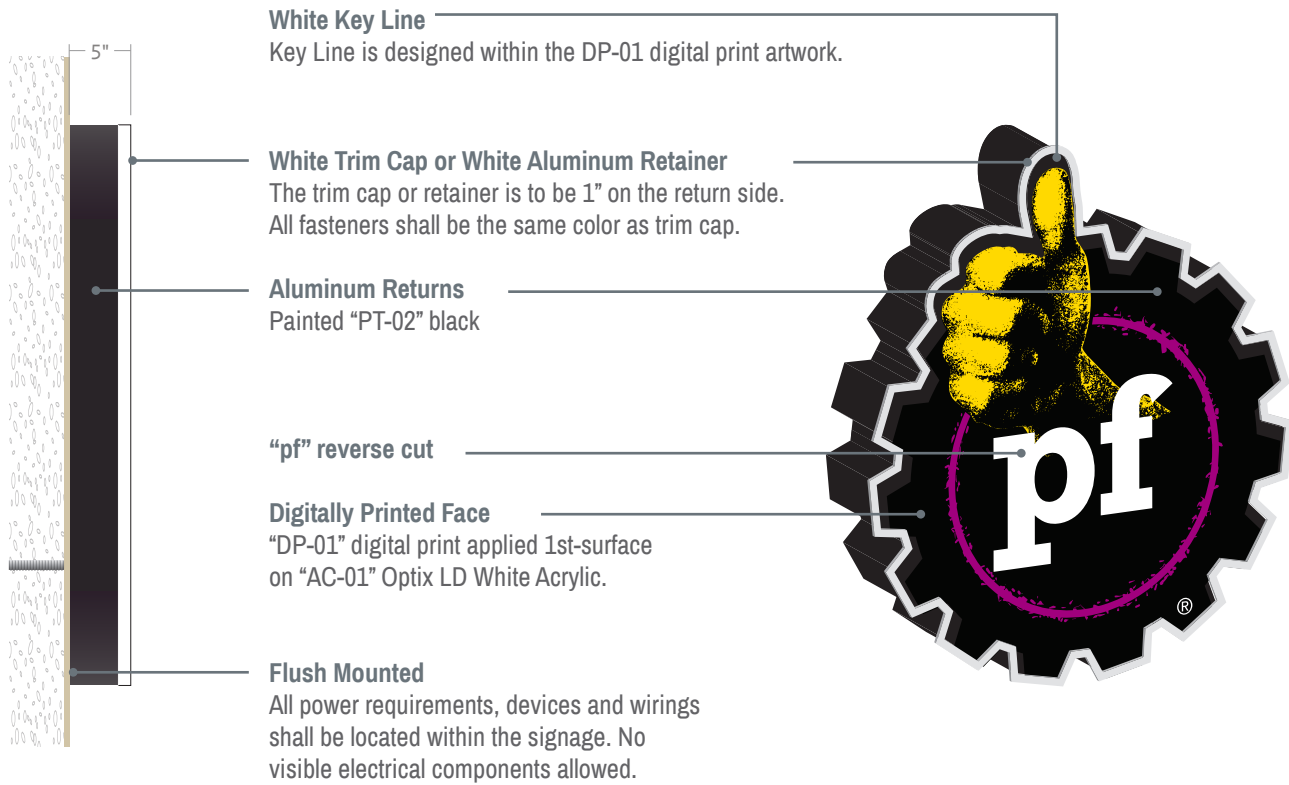 White Key Line
Key Line is designed within the DP-01 digital print artwork.
5"
White Trim Cap or White Aluminum Retainer
The trim cap or retainer is to be 1” on the return side.
All fasteners shall be the same color as trim cap.
Aluminum Returns
Painted “PT-02” black
“pf” reverse cut
Digitally Printed Face
“DP-01” digital print applied 1st-surface
on “AC-01” Optix LD White Acrylic.
Flush Mounted
All power requirements, devices and wirings
shall be located within the signage. No
visible electrical components allowed.
pf
®